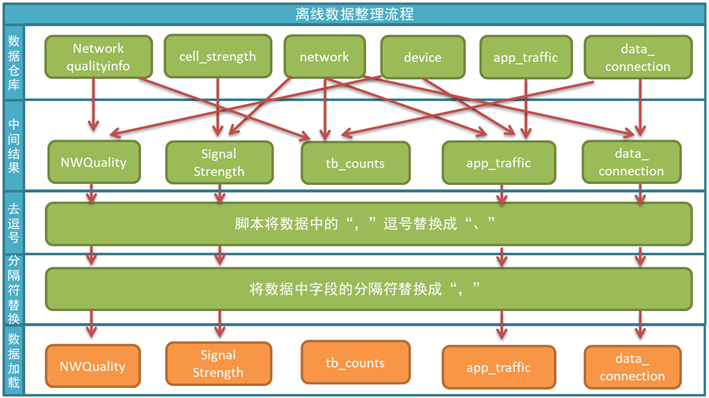 离线数据整理流程
数据仓库
Network
qualityinfo
cell_strength
network
device
app_traffic
data_
connection
中间结果
NWQuality
Signal
Strength
tb_counts
app_traffic
data_
connection
去逗号
脚本将数据中的“，”逗号替换成“、”
分隔符替换
将数据中字段的分隔符替换成“，”
数据加载
NWQuality
Signal
Strength
tb_counts
app_traffic
data_
connection